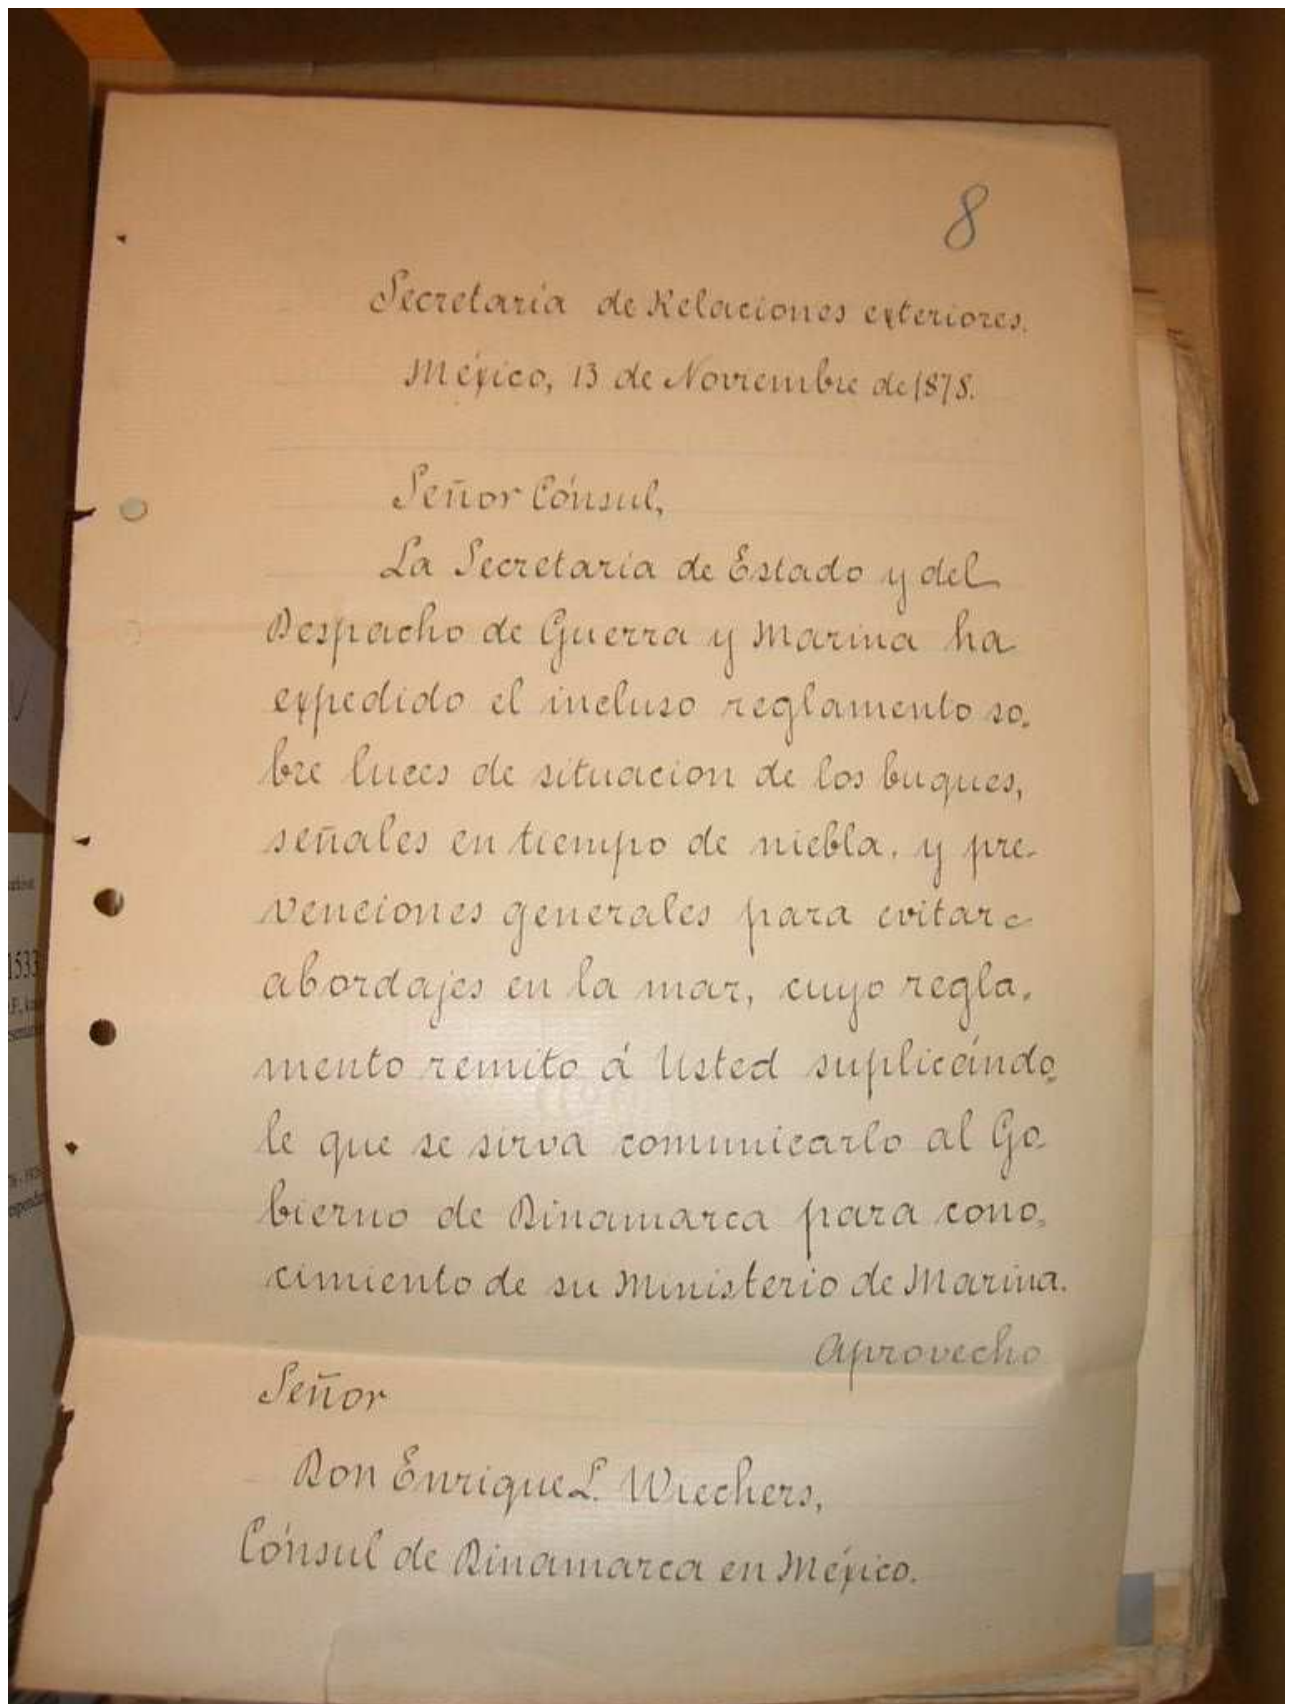 8
Secretaría de Relaciones exteriores.
México, 13 de Noviembre de 1878.
Señor Cónsul,
La Secretaría de Estado y del
Despacho de Guerra y Marina ha
expedido el incluso reglamento so-
bre luces de situacion de los buques,
señales en tiempo de niebla, y pre-
venciones generales para evitar
abordajes en la mar, cuyo regla-
mento remito á Usted suplicándo-
le que se sirva comunicarlo al Go-
bierno de Dinamarca para cono-
cimiento de su Ministerio de Marina.
Aprovecho
Señor
Don Enrique L. Wiechers,
Cónsul de Dinamarca en México.
1533